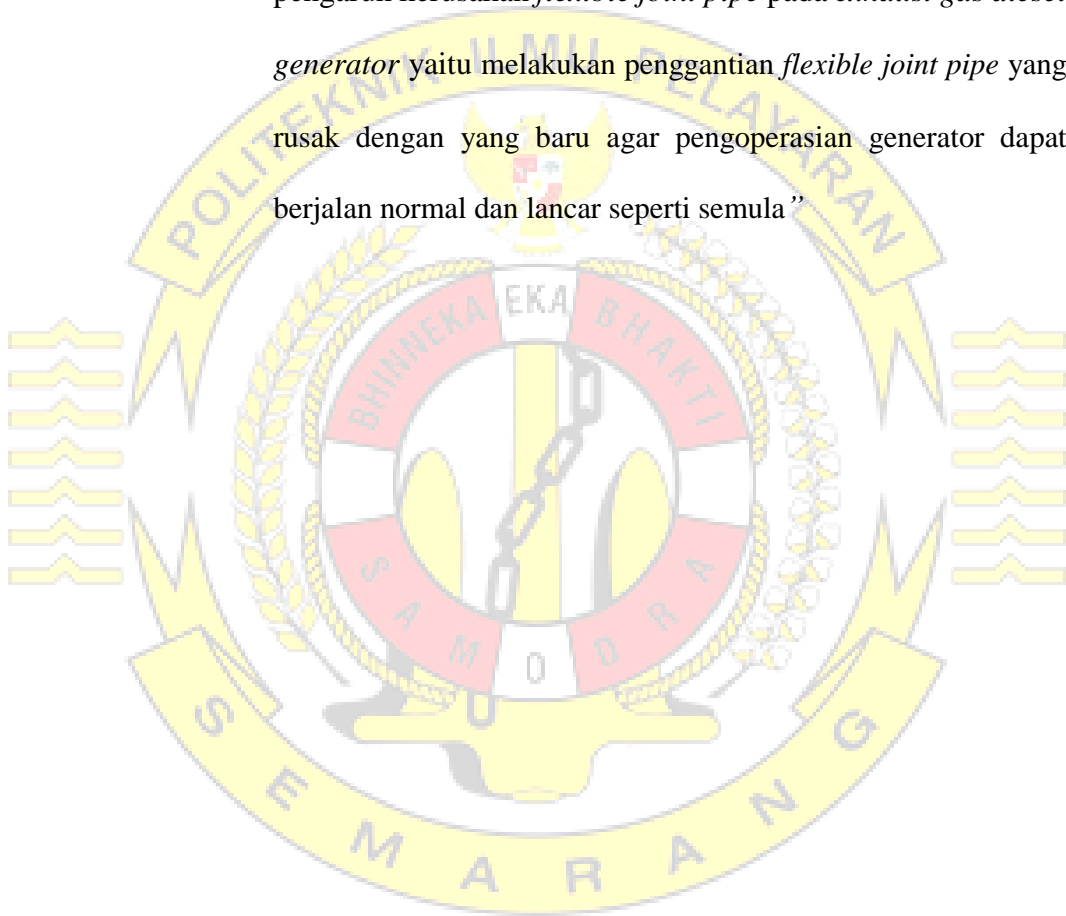 generator yaitu melakukan penggantian flexible joint pipe yang
rusak dengan yang baru agar pengoperasian generator dapat
berjalan normal dan lancar seperti semula”
POLITEKNIK ILMU PELAYARAN
BHINNEKA EKA BHAKTI
SAMODRA
SEMARANG